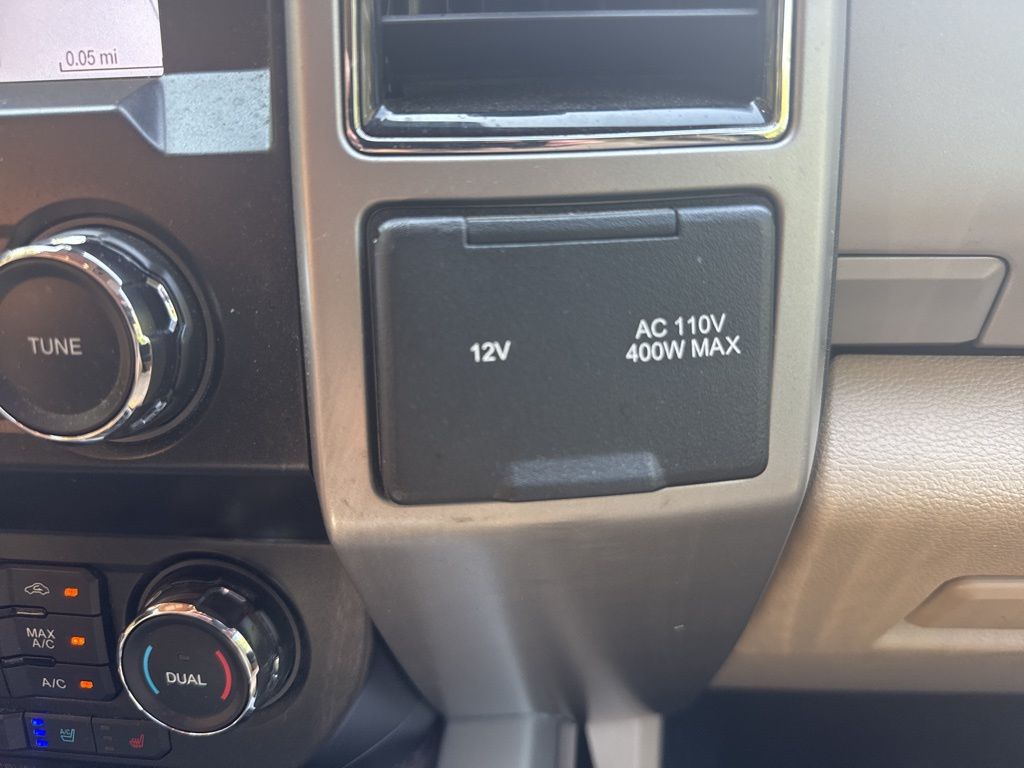 0.05 mi
TUNE
12V
AC 110V
400W MAX
MAX
A/C
A/C
DUAL
A/C